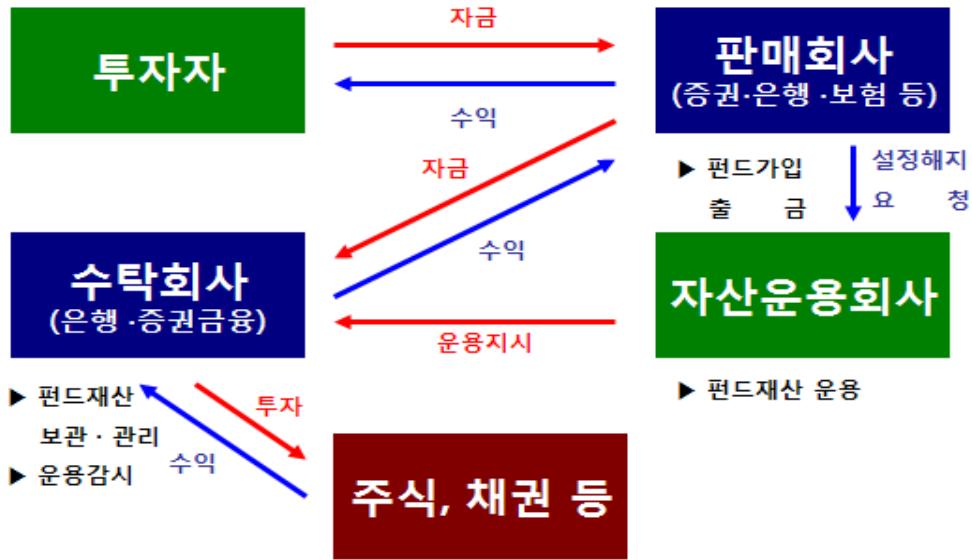 투자자
자금
수익
판매회사
(증권·은행 ·보험 등)
자금
수익
▶ 펀드가입
출 금
설정해지
요 청
수탁회사
(은행 ·증권금융)
운용지시
자산운용회사
▶ 펀드재산
보관 · 관리
▶ 운용감시
투자
수익
▶ 펀드재산 운용
주식, 채권 등